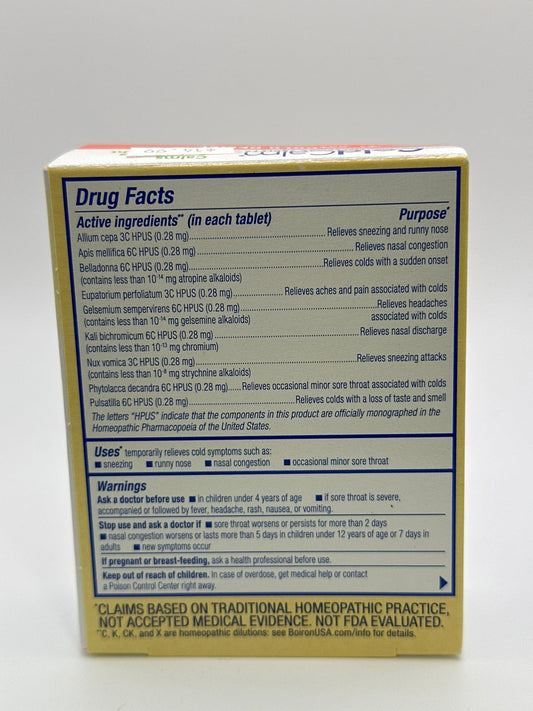 ColdCalm
Calms
$14.99
Drug Facts
Active ingredients** (in each tablet) Purpose*
Allium cepa 3C HPUS (0.28 mg)..........Relieves sneezing and runny nose
Apis mellifica 6C HPUS (0.28 mg)..........Relieves nasal congestion
Belladonna 6C HPUS (0.28 mg)..........Relieves colds with a sudden onset
(contains less than 10⁻¹⁴ mg atropine alkaloids)
Eupatorium perfoliatum 3C HPUS (0.28 mg)..........Relieves aches and pain associated with colds
Gelsemium sempervirens 6C HPUS (0.28 mg)..........Relieves headaches
(contains less than 10⁻¹⁴ mg gelsemine alkaloids) associated with colds
Kali bichromicum 6C HPUS (0.28 mg)..........Relieves nasal discharge
(contains less than 10⁻¹³ mg chromium)
Nux vomica 3C HPUS (0.28 mg)..........Relieves sneezing attacks
(contains less than 10⁻⁸ mg strychnine alkaloids)
Phytolacca decandra 6C HPUS (0.28 mg)......Relieves occasional minor sore throat associated with colds
Pulsatilla 6C HPUS (0.28 mg)..........Relieves colds with a loss of taste and smell
The letters "HPUS" indicate that the components in this product are officially monographed in the
Homeopathic Pharmacopoeia of the United States.
Uses* temporarily relieves cold symptoms such as:
■ sneezing ■ runny nose ■ nasal congestion ■ occasional minor sore throat
Warnings
Ask a doctor before use ■ in children under 4 years of age ■ if sore throat is severe,
accompanied or followed by fever, headache, rash, nausea, or vomiting.
Stop use and ask a doctor if ■ sore throat worsens or persists for more than 2 days
■ nasal congestion worsens or lasts more than 5 days in children under 12 years of age or 7 days in
adults ■ new symptoms occur
If pregnant or breast-feeding, ask a health professional before use.
Keep out of reach of children. In case of overdose, get medical help or contact
a Poison Control Center right away.
*CLAIMS BASED ON TRADITIONAL HOMEOPATHIC PRACTICE,
NOT ACCEPTED MEDICAL EVIDENCE. NOT FDA EVALUATED.
**C, K, CK, and X are homeopathic dilutions: see BoironUSA.com/info for details.